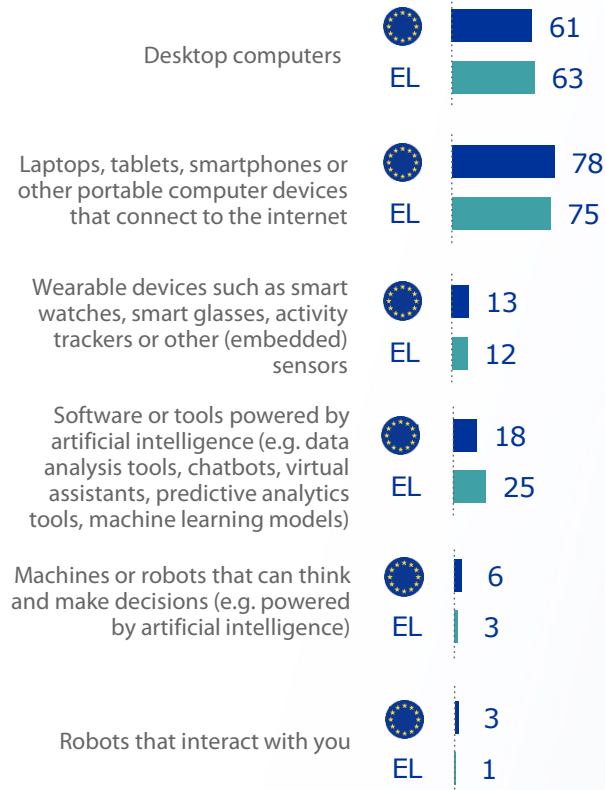 61
Desktop computers
EL 63
Laptops, tablets, smartphones or
other portable computer devices
that connect to the internet
78
EL 75
Wearable devices such as smart
watches, smart glasses, activity
trackers or other (embedded)
sensors
13
EL 12
Software or tools powered by
artificial intelligence (e.g. data
analysis tools, chatbots, virtual
assistants, predictive analytics
tools, machine learning models)
18
EL 25
Machines or robots that can think
and make decisions (e.g. powered
by artificial intelligence)
6
EL 3
Robots that interact with you
3
EL 1